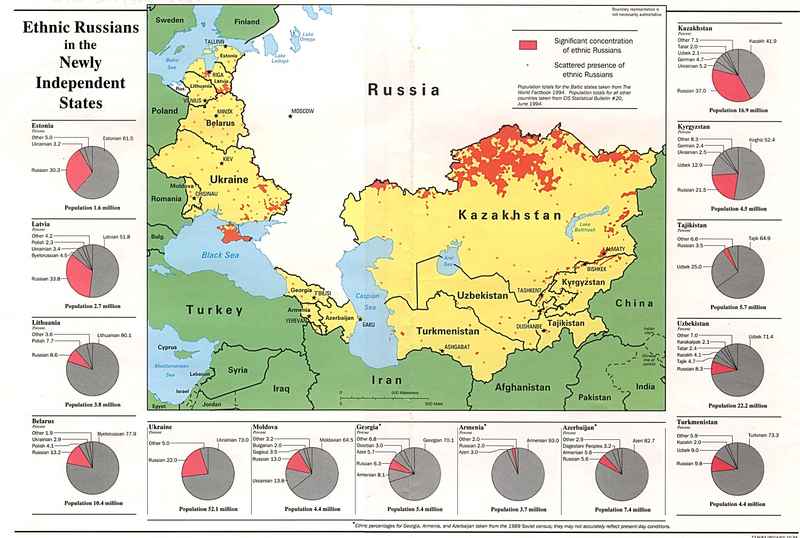 Ethnic Russians
in the
Newly
Independent
States
Boundary representation is
not necessarily authoritative.
Significant concentration
of ethnic Russians
Scattered presence of
ethnic Russians
Population totals for the Baltic states taken from The
World Factbook 1994. Population totals for all other
countries taken from CIS Statistical Bulletin #20,
June 1994.
Sweden
Finland
Baltic
Sea
Lake
Ladoga
Lake
Onega
TALLINN
Estonia
RIGA
Latvia
Lithuania
Rus.
VILNIUS
MINSK
Belarus
Poland
MOSCOW
Russia
KIEV
Ukraine
Moldova
CHISINAU
Romania
Bulg.
Black Sea
Turkey
Georgia
T'BILISI
Armenia
YEREVAN
Azerbaijan
BAKU
Caspian
Sea
Kazakhstan
Aral
Sea
Lake
Balkhash
ALMATY
BISHKEK
Kyrgyzstan
TASHKENT
Uzbekistan
DUSHANBE
Tajikistan
Turkmenistan
ASHGABAT
China
Cyprus
Mediterranean
Sea
Lebanon
Israel
Egypt
Jordan
Syria
Iraq
Iran
Afghanistan
Pakistan
India
Indian
claim
Chinese
line of
control
Estonia
Percent
Other 5.0
Ukrainian 3.2
Russian 30.3
Estonian 61.5
Population 1.6 million
Latvia
Percent
Other 4.2
Polish 2.3
Ukrainian 3.4
Byelorussian 4.5
Russian 33.8
Latvian 51.8
Population 2.7 million
Lithuania
Percent
Other 3.6
Polish 7.7
Russian 8.6
Lithuanian 80.1
Population 3.8 million
Belarus
Percent
Other 1.9
Ukrainian 2.9
Polish 4.1
Russian 13.2
Byelorussian 77.9
Population 10.4 million
Ukraine
Percent
Other 5.0
Russian 22.0
Ukrainian 73.0
Population 52.1 million
Moldova
Percent
Other 3.2
Bulgarian 2.0
Gagauz 3.5
Russian 13.0
Ukrainian 13.8
Moldovan 64.5
Population 4.4 million
Georgia*
Percent
Other 6.8
Ossetian 3.0
Azeri 5.7
Russian 6.3
Armenian 8.1
Georgian 70.1
Population 5.4 million
Armenia*
Percent
Other 2.0
Russian 2.0
Azeri 3.0
Armenian 93.0
Population 3.7 million
Azerbaijan*
Percent
Other 2.9
Dagestani Peoples 3.2
Armenian 5.6
Russian 5.6
Azeri 82.7
Population 7.4 million
Kazakhstan
Percent
Other 7.1
Tatar 2.0
Uzbek 2.1
German 4.7
Ukrainian 5.2
Russian 37.0
Kazakh 41.9
Population 16.9 million
Kyrgyzstan
Percent
Other 8.3
German 2.4
Ukrainian 2.5
Uzbek 12.9
Russian 21.5
Kirghiz 52.4
Population 4.5 million
Tajikistan
Percent
Other 6.6
Russian 3.5
Uzbek 25.0
Tajik 64.9
Population 5.7 million
Uzbekistan
Percent
Other 7.0
Karakalpak 2.1
Tatar 2.4
Kazakh 4.1
Tajik 4.7
Russian 8.3
Uzbek 71.4
Population 22.2 million
Turkmenistan
Percent
Other 5.9
Kazakh 2.0
Uzbek 9.0
Russian 9.8
Turkmen 73.3
Population 4.4 million
*Ethnic percentages for Georgia, Armenia, and Azerbaijan taken from the 1989 Soviet census; they may not accurately reflect present-day conditions.